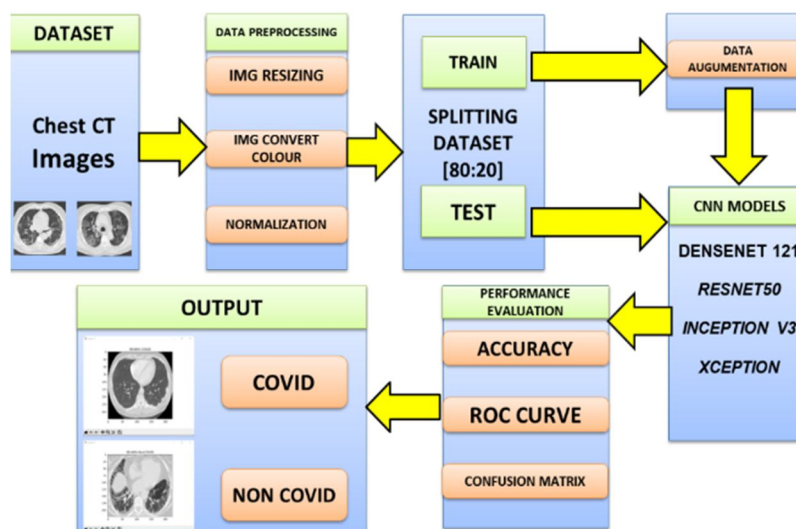 DATASET
Chest CT
Images
DATA PREPROCESSING
IMG RESIZING
IMG CONVERT
COLOUR
NORMALIZATION
TRAIN
SPLITTING
DATASET
[80:20]
TEST
DATA
AUGUMENTATION
CNN MODELS
DENSENET 121
RESNET50
INCEPTION V3
XCEPTION
PERFORMANCE
EVALUATION
ACCURACY
ROC CURVE
CONFUSION MATRIX
OUTPUT
COVID
NON COVID